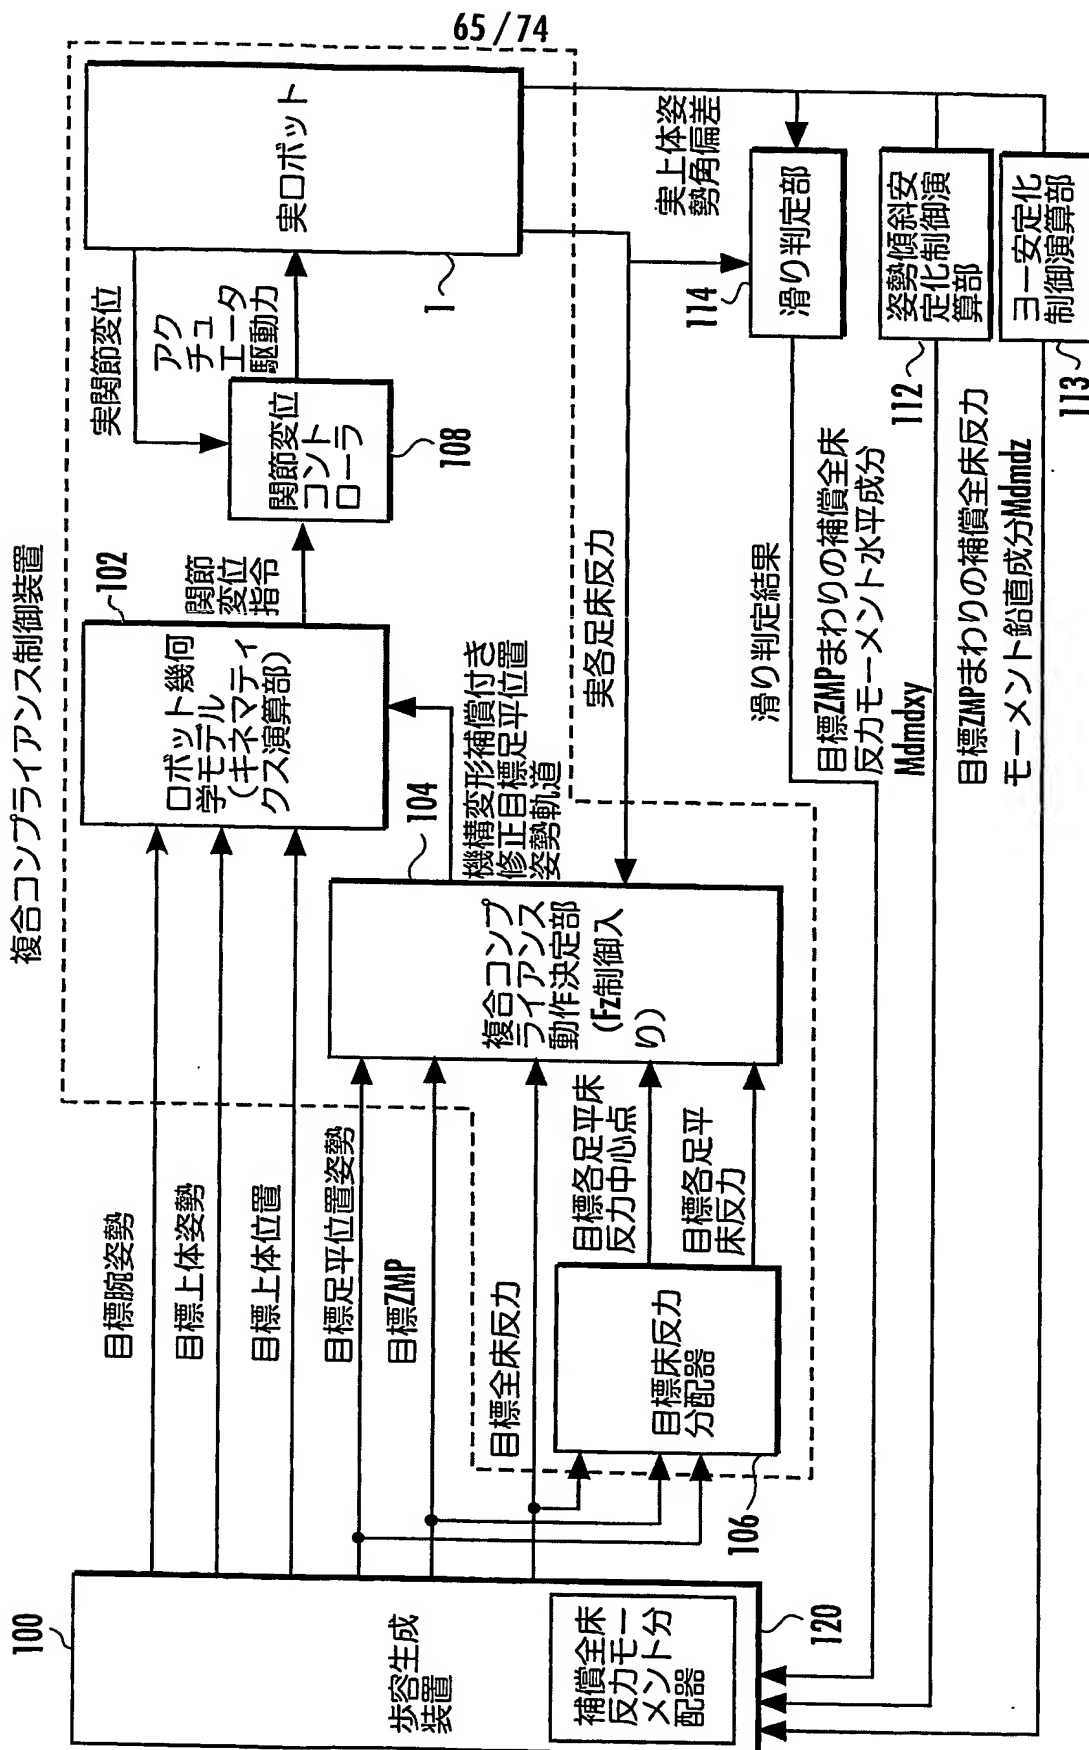 65 / 74
複合コンプライアンス制御装置
100
歩容生成
装置
補償全床
反力モー
メント分
配器
120
目標腕姿勢
目標上体姿勢
目標上体位置
目標足平位置姿勢
目標ZMP
目標全床反力
目標床反力
分配器
106
目標各足平床
反力中心点
目標各足平
床反力
ロボット幾何
学モデル
(キネマティ
クス演算部)
102
複合コンプ
ライアンス
動作決定部
(Fz制御入
り)
104
機構変形補償付き
修正目標足平位置
姿勢軌道
関節
変位
指令
関節変位
コント
ローラ
108
実関節変位
アク
チュ
エータ
駆動力
実ロボット
1
実各足床反力
実上体姿
勢角偏差
滑り判定部
114
滑り判定結果
姿勢傾斜安
定化制御演
算部
112
目標ZMPまわりの補償全床
反力モーメント水平成分
Mdmdxy
ヨー安定化
制御演算部
113
目標ZMPまわりの補償全床反力
モーメント鉛直成分Mdmdz